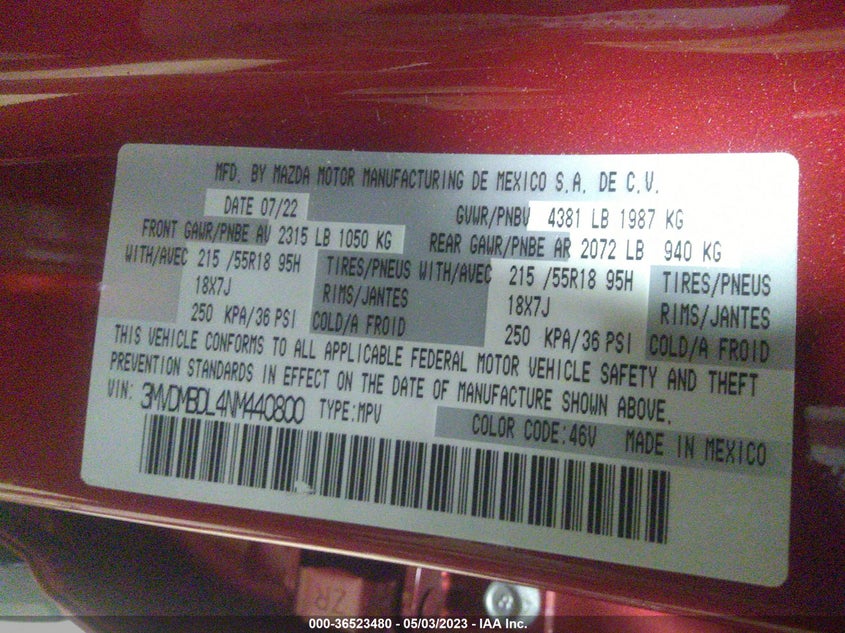 MFD. BY MAZDA MOTOR MANUFACTURING DE MEXICO S.A. DE C.V.
DATE 07/22 GVWR/PNBV 4381 LB 1987 KG
FRONT GAWR/PNBE AV 2315 LB 1050 KG REAR GAWR/PNBE AR 2072 LB 940 KG
WITH/AVEC 215 /55R18 95H TIRES/PNEUS WITH/AVEC 215 /55R18 95H TIRES/PNEUS
18X7J RIMS/JANTES 18X7J RIMS/JANTES
250 KPA/36 PSI COLD/A FROID 250 KPA/36 PSI COLD/A FROID
THIS VEHICLE CONFORMS TO ALL APPLICABLE FEDERAL MOTOR VEHICLE SAFETY AND THEFT
PREVENTION STANDARDS IN EFFECT ON THE DATE OF MANUFACTURE SHOWN ABOVE.
VIN: 3MVDMBDL4NM440800 TYPE:MPV
COLOR CODE:46V MADE IN MEXICO
ZR
000-36523480 - 05/03/2023 - IAA Inc.